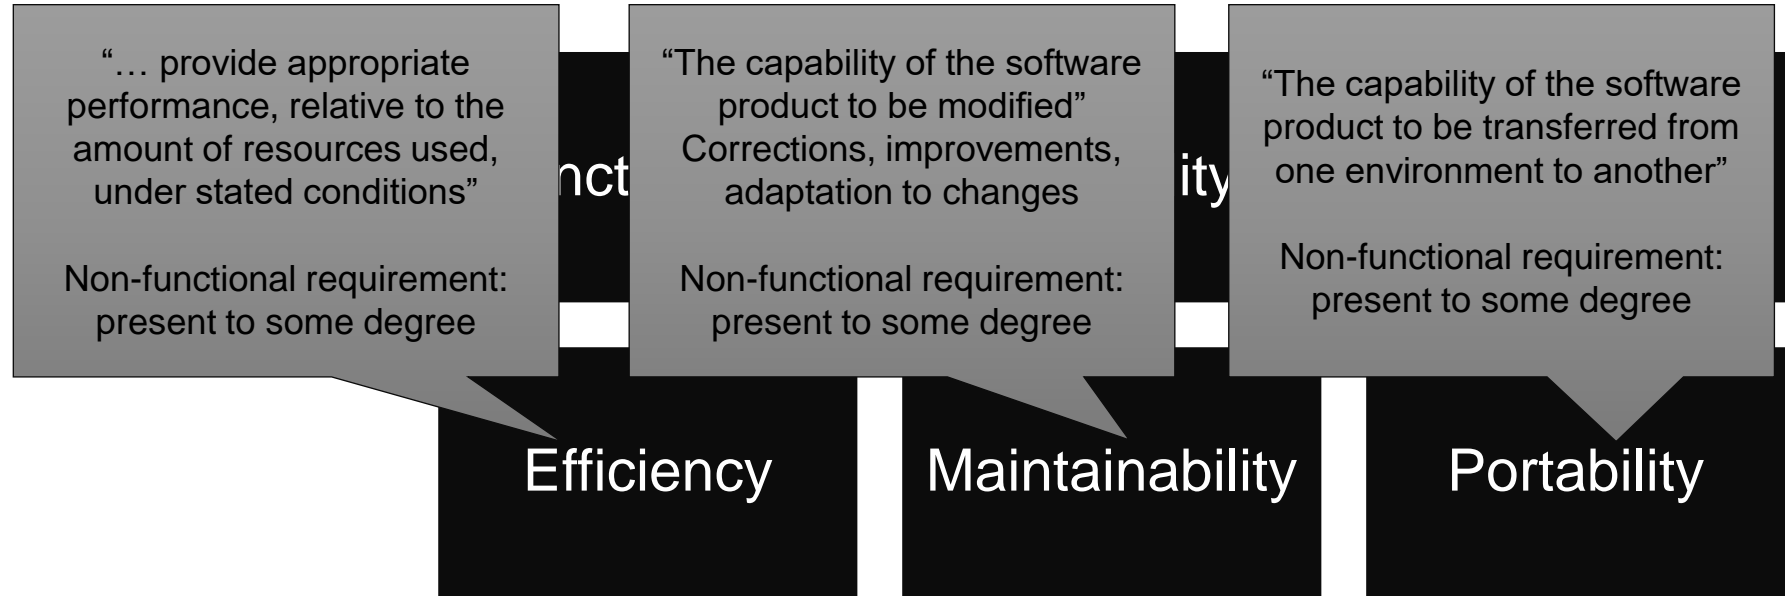 “… provide appropriate
performance, relative to the
amount of resources used,
under stated conditions”
Non-functional requirement:
present to some degree
“The capability of the software
product to be modified”
Corrections, improvements,
adaptation to changes
Non-functional requirement:
present to some degree
“The capability of the software
product to be transferred from
one environment to another”
Non-functional requirement:
present to some degree
Efficiency
Maintainability
Portability